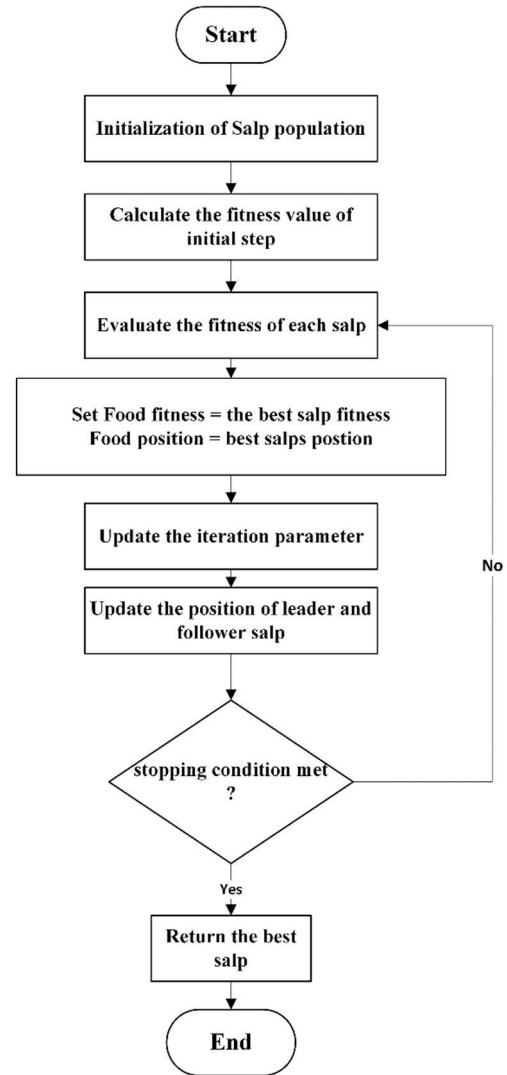 Start
Initialization of Salp population
Calculate the fitness value of
initial step
Evaluate the fitness of each salp
Set Food fitness = the best salp fitness
Food position = best salps postion
Update the iteration parameter
No
Update the position of leader and
follower salp
stopping condition met
?
Yes
Return the best
salp
End